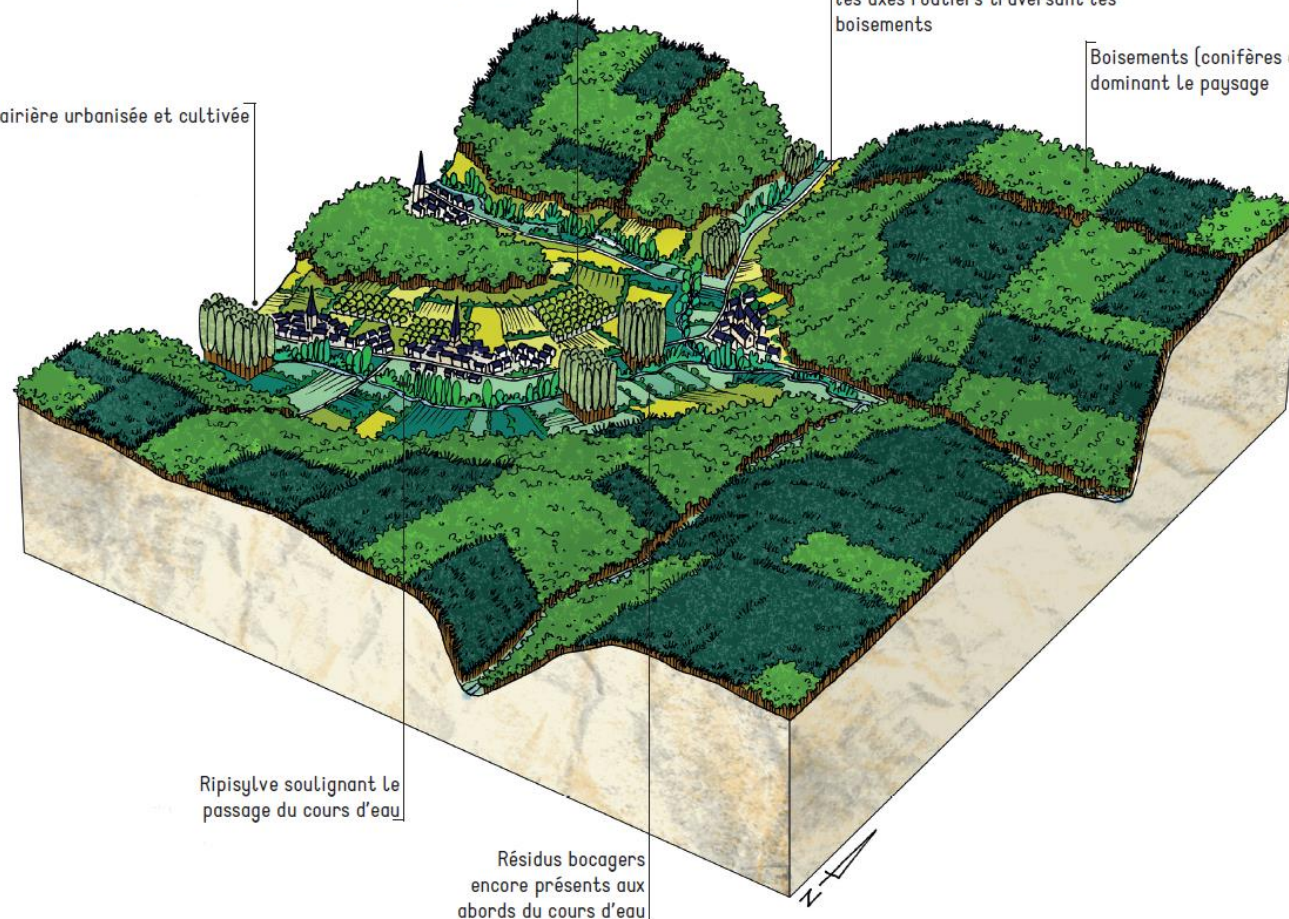 les axes routiers traversant les
boisements
Boisements (conifères
dominant le paysage
urbanisée et cultivée
Ripisylve soulignant le
passage du cours d'eau
Résidus bocagers
encore présents aux
abords du cours d'eau
N